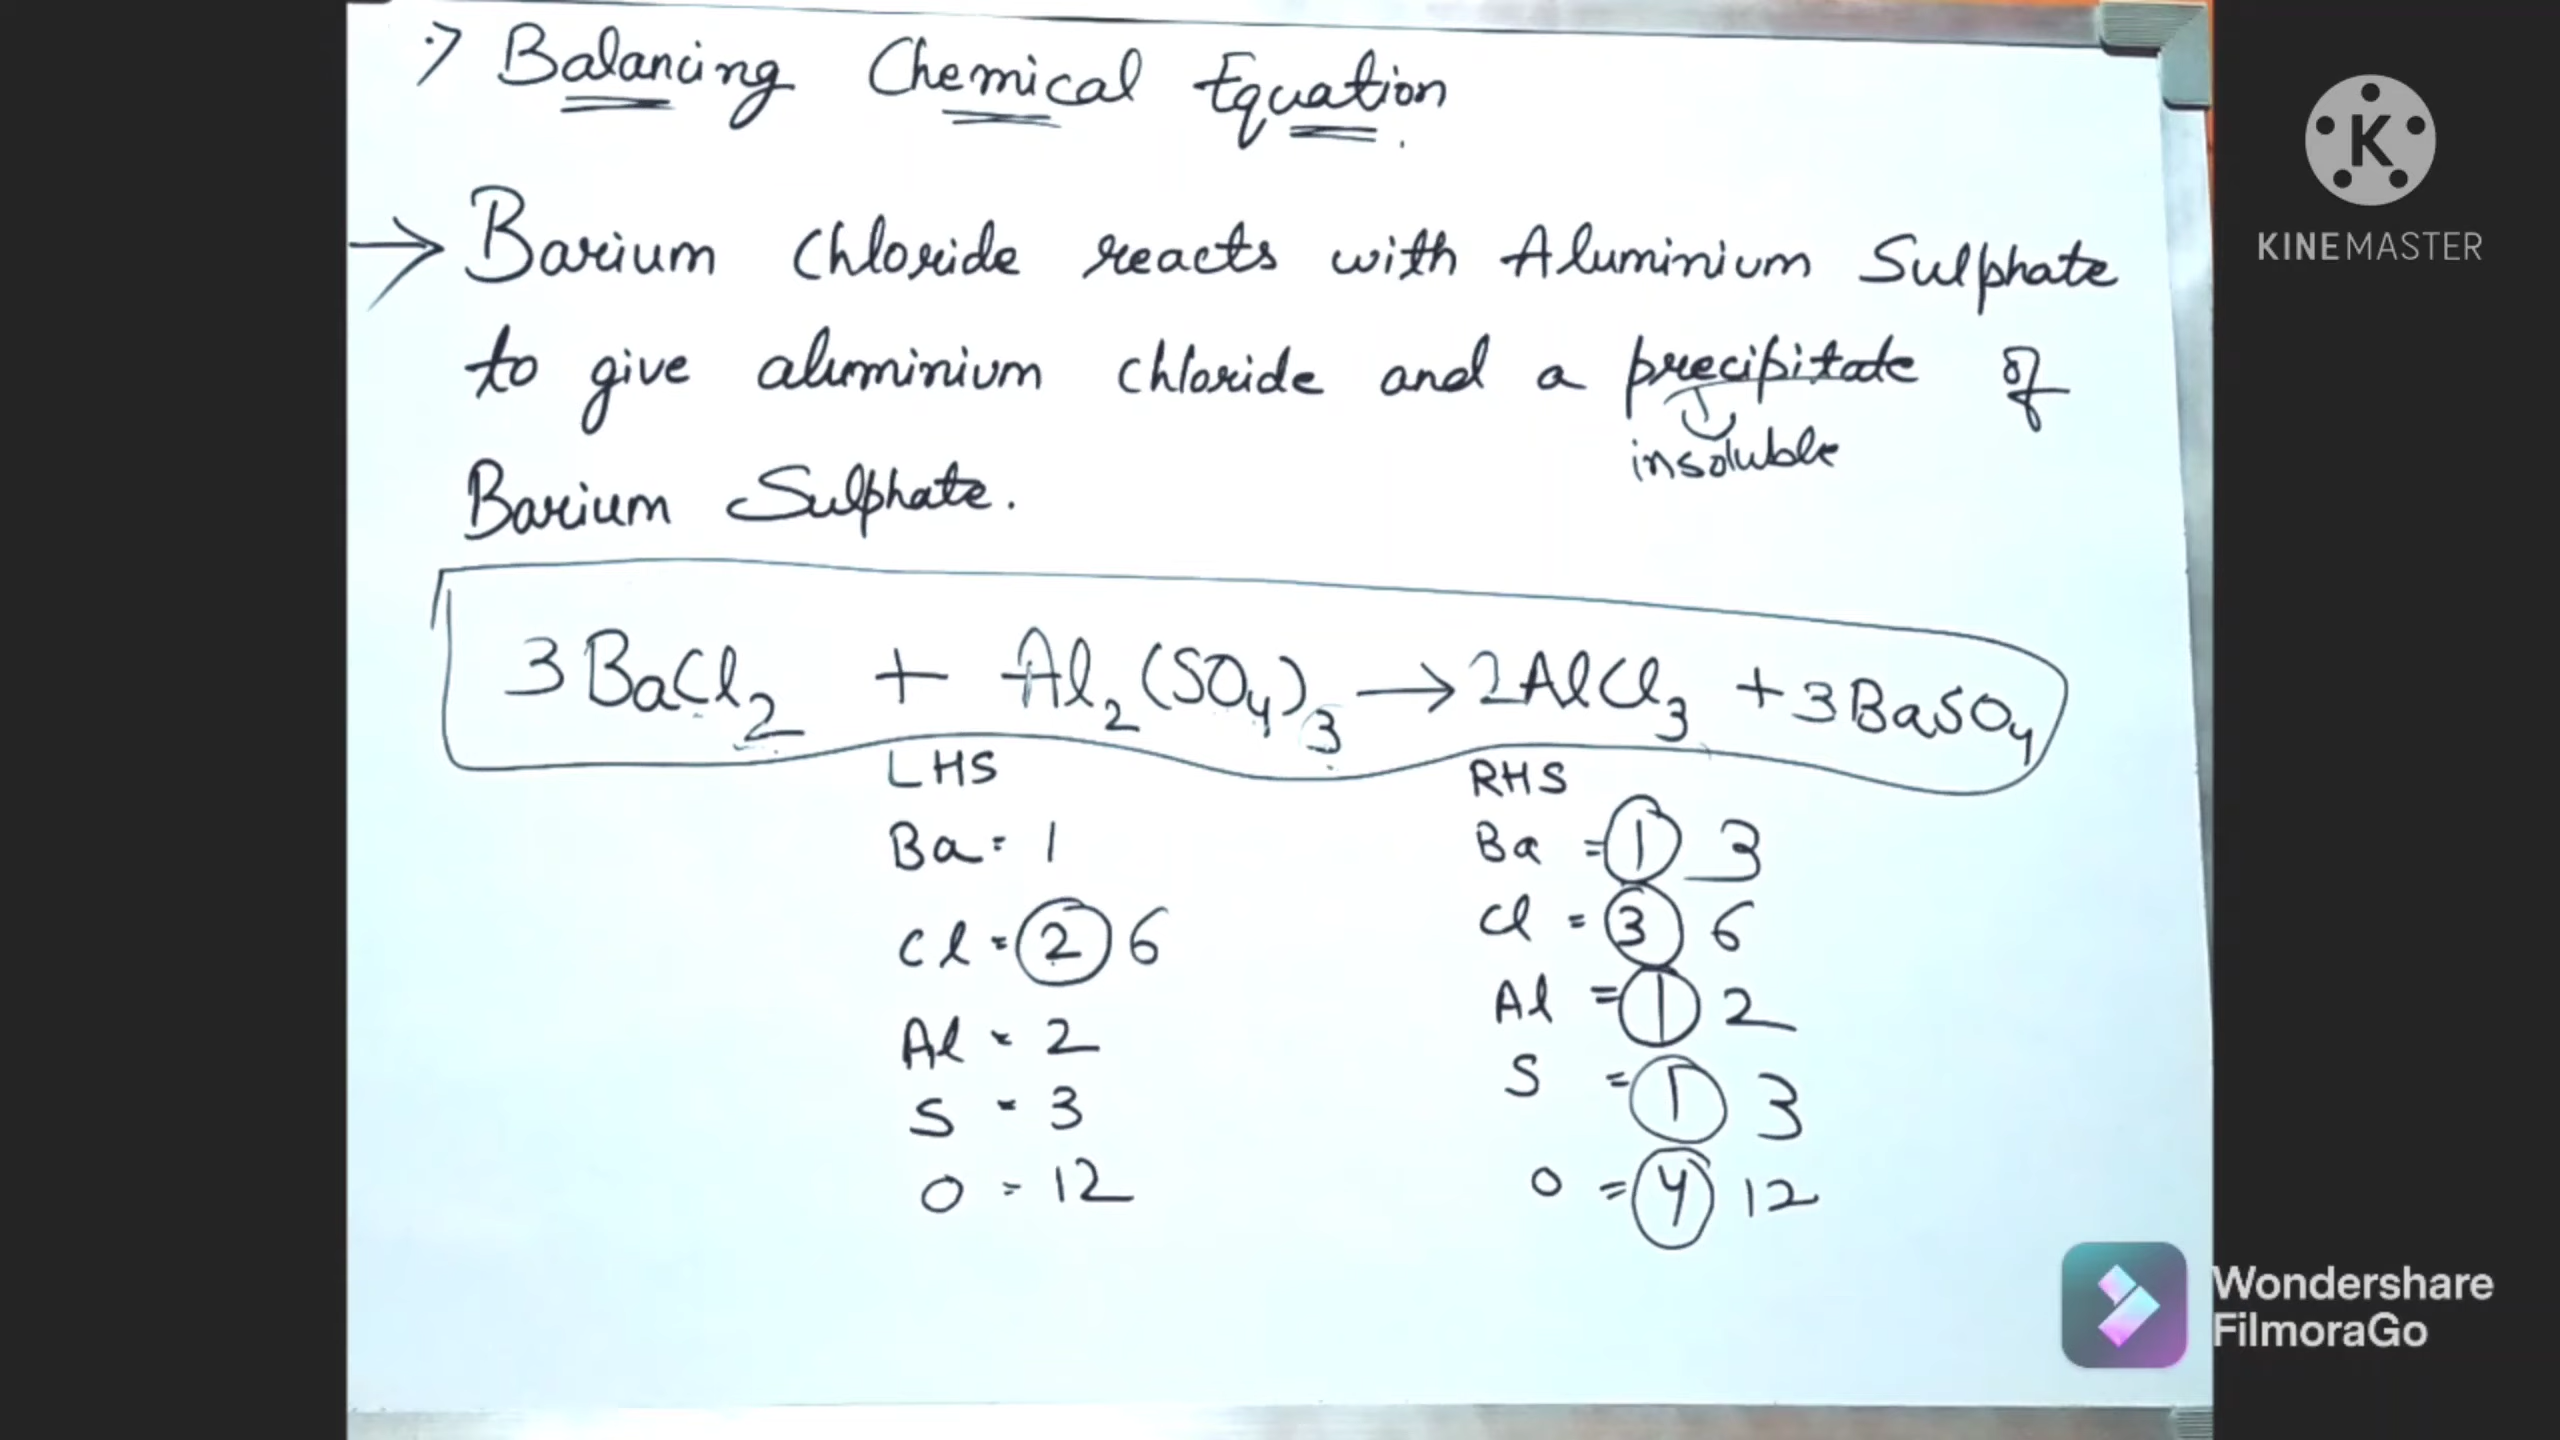 :> Balancing Chemical Equation.
→ Barium Chloride reacts with Aluminium Sulphate
to give aluminium chloride and a precipitate of
insoluble
Barium Sulphate.
3BaCl₂ + Al₂(SO₄)₃ → 2AlCl₃ + 3BaSO₄
LHS RHS
Ba = 1 Ba = 1 3
Cl = 2 6 Cl = 3 6
Al = 2 Al = 1 2
S = 3 S = 1 3
O = 12 O = 4 12
K
KINEMASTER
Wondershare
FilmoraGo